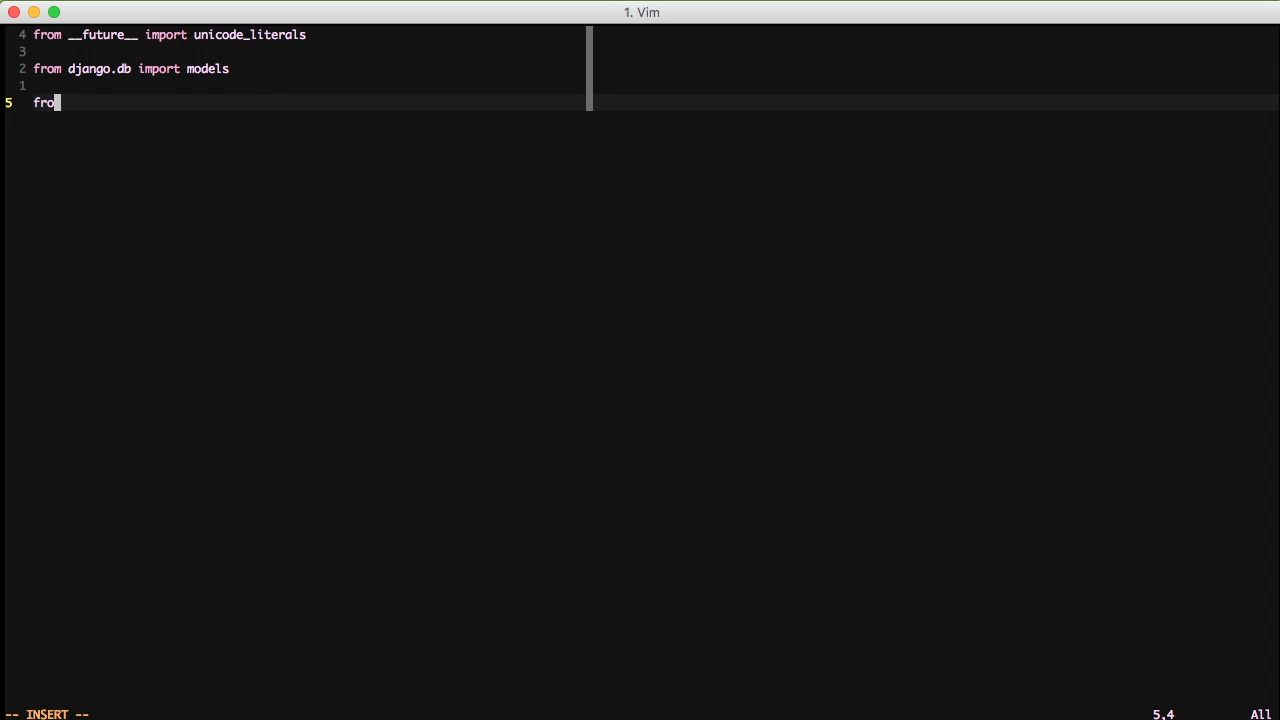 1. Vim
4 from __future__ import unicode_literals
3
2 from django.db import models
1
5 fro
-- INSERT -- 5,4 All